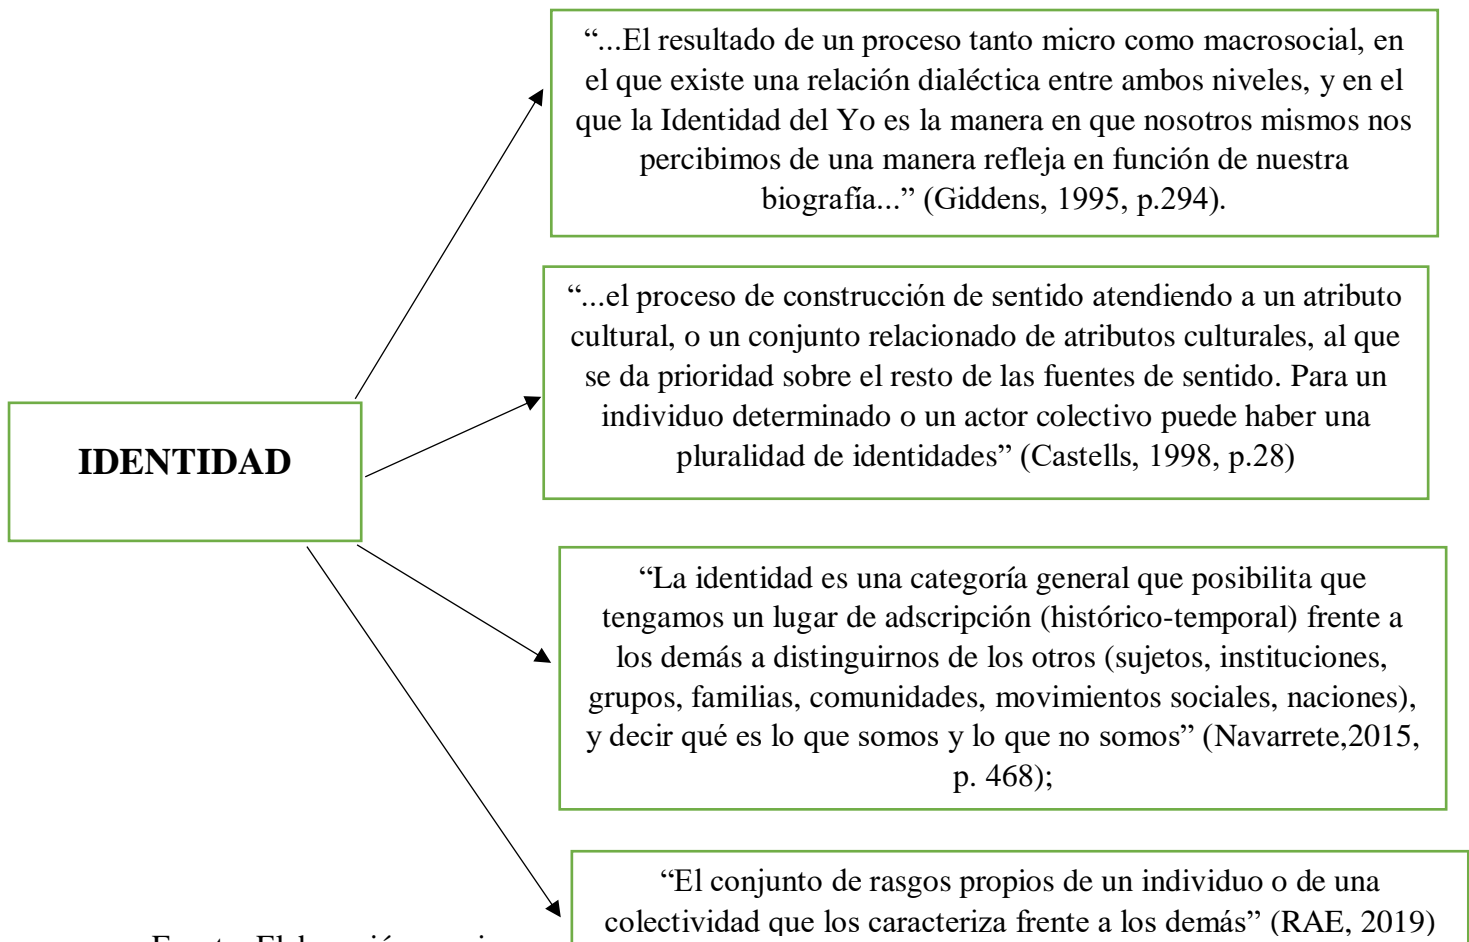 “...El resultado de un proceso tanto micro como macrosocial, en
el que existe una relación dialéctica entre ambos niveles, y en el
que la Identidad del Yo es la manera en que nosotros mismos nos
percibimos de una manera refleja en función de nuestra
biografía...” (Giddens, 1995, p.294).
“...el proceso de construcción de sentido atendiendo a un atributo
cultural, o un conjunto relacionado de atributos culturales, al que
se da prioridad sobre el resto de las fuentes de sentido. Para un
individuo determinado o un actor colectivo puede haber una
pluralidad de identidades” (Castells, 1998, p.28)
IDENTIDAD
“La identidad es una categoría general que posibilita que
tengamos un lugar de adscripción (histórico-temporal) frente a
los demás a distinguirnos de los otros (sujetos, instituciones,
grupos, familias, comunidades, movimientos sociales, naciones),
y decir qué es lo que somos y lo que no somos” (Navarrete,2015,
p. 468);
“El conjunto de rasgos propios de un individuo o de una
colectividad que los caracteriza frente a los demás” (RAE, 2019)